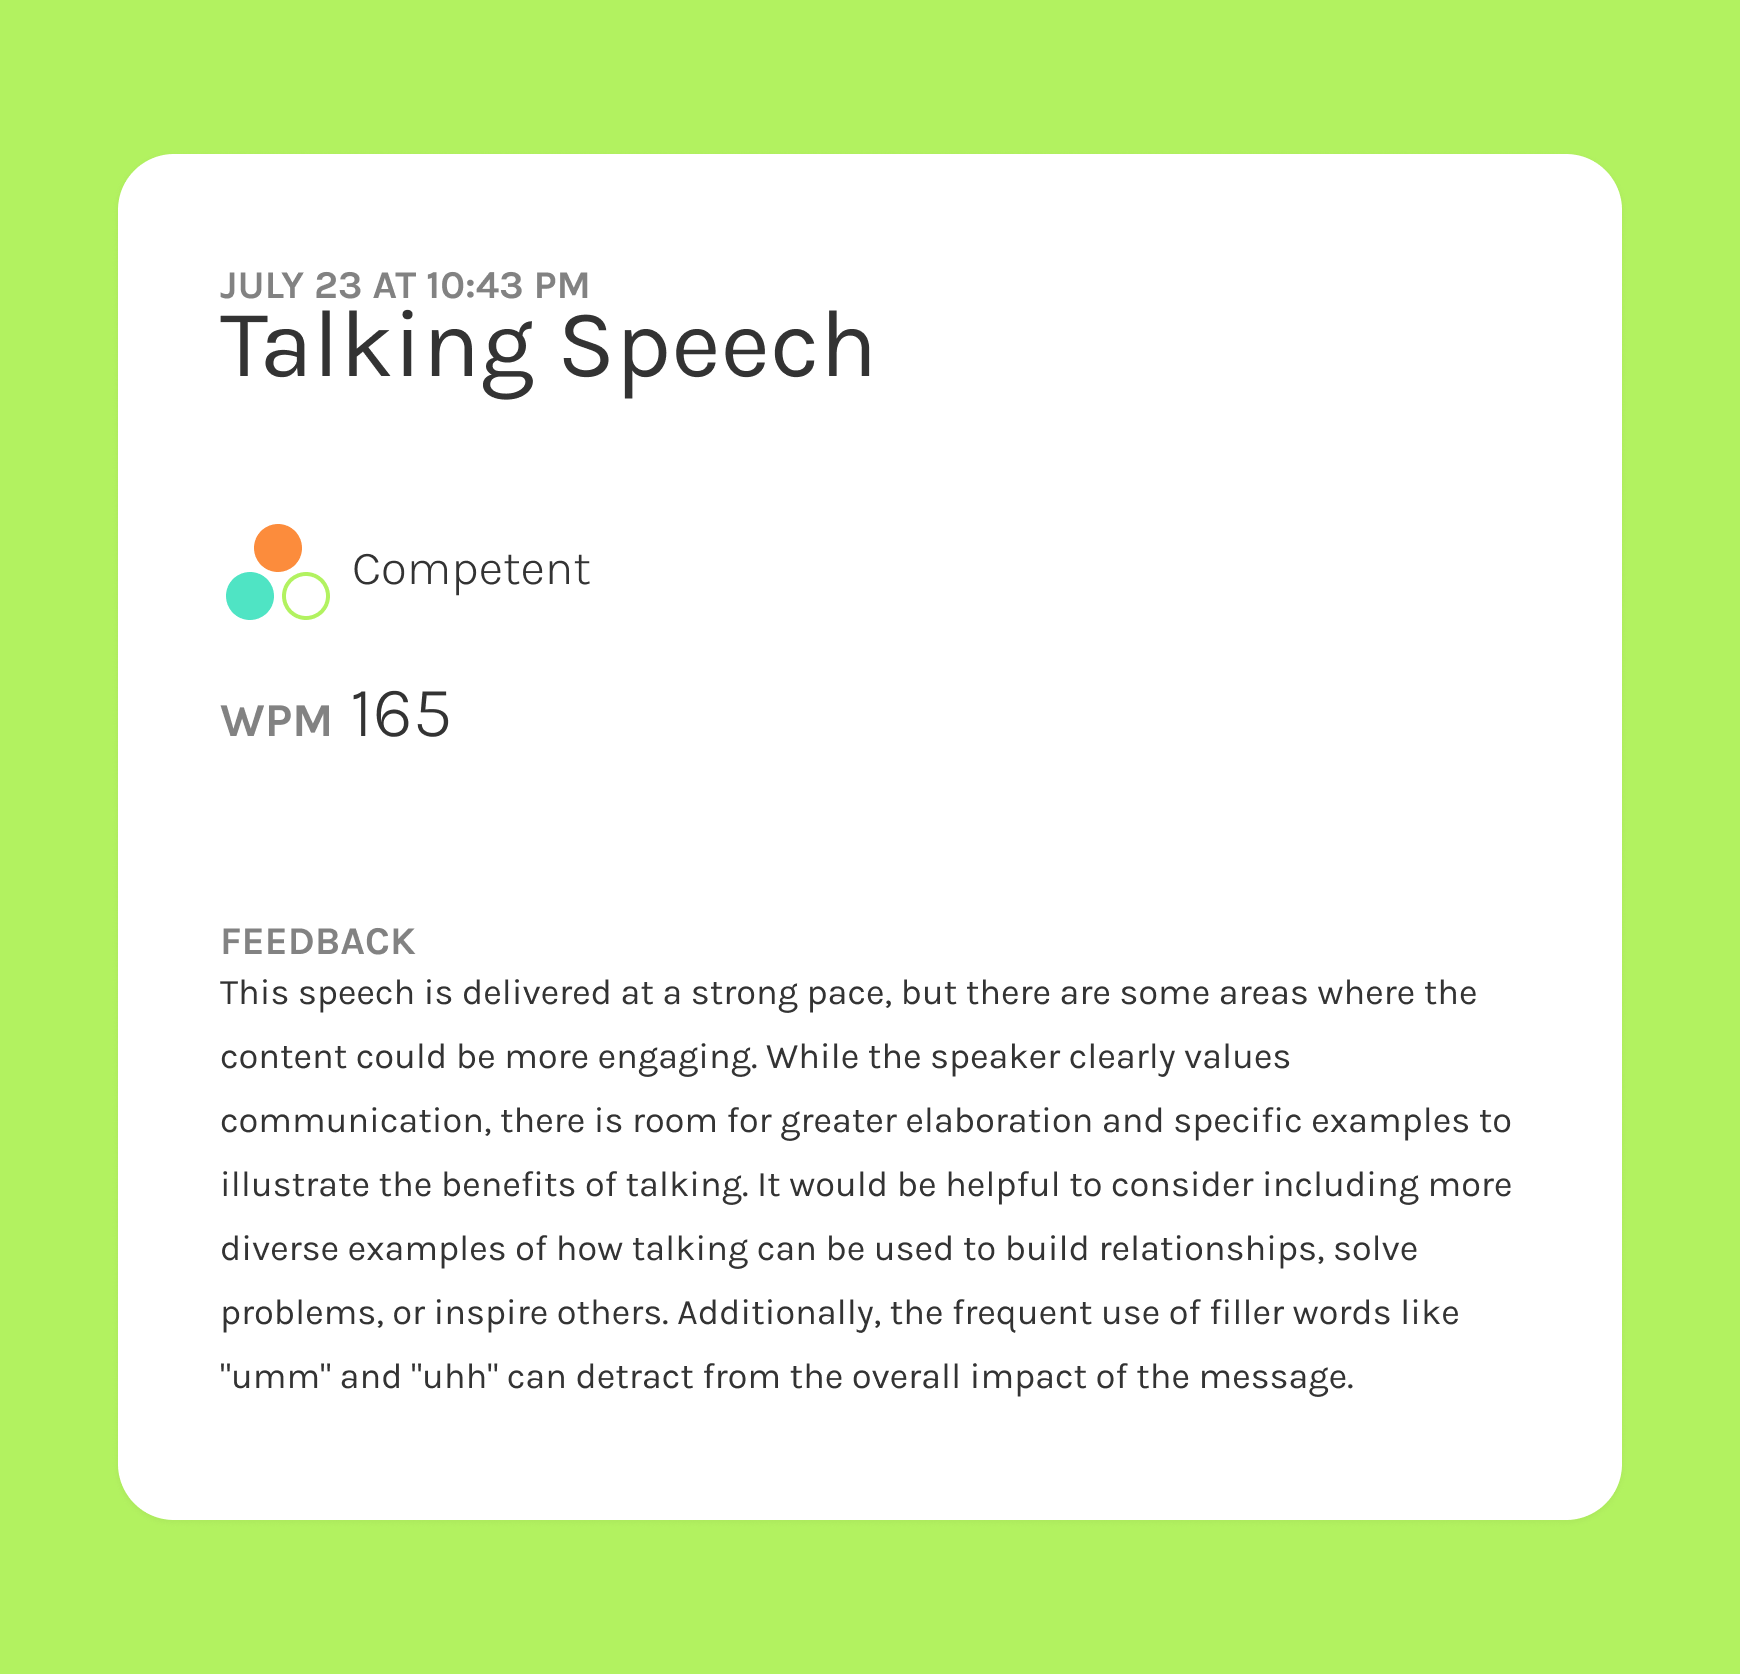 JULY 23 AT 10:43 PM
Talking Speech
Competent
WPM 165
FEEDBACK
This speech is delivered at a strong pace, but there are some areas where the
content could be more engaging. While the speaker clearly values
communication, there is room for greater elaboration and specific examples to
illustrate the benefits of talking. It would be helpful to consider including more
diverse examples of how talking can be used to build relationships, solve
problems, or inspire others. Additionally, the frequent use of filler words like
"umm" and "uhh" can detract from the overall impact of the message.